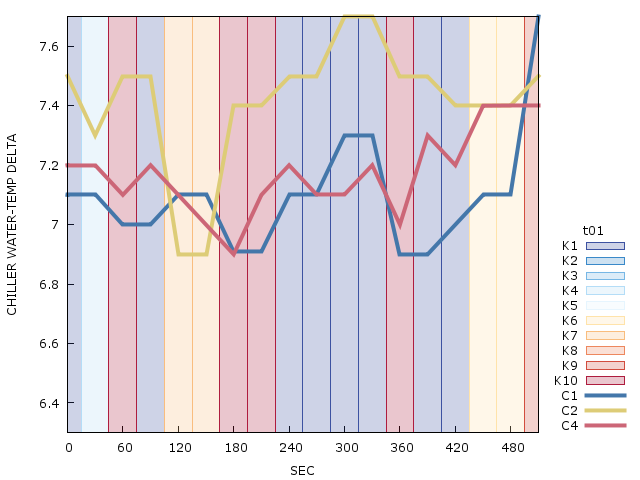 CHILLER WATER-TEMP DELTA
7.6
7.4
7.2
7
6.8
6.6
6.4
0 60 120 180 240 300 360 420 480
SEC
t01
K1
K2
K3
K4
K5
K6
K7
K8
K9
K10
C1
C2
C4